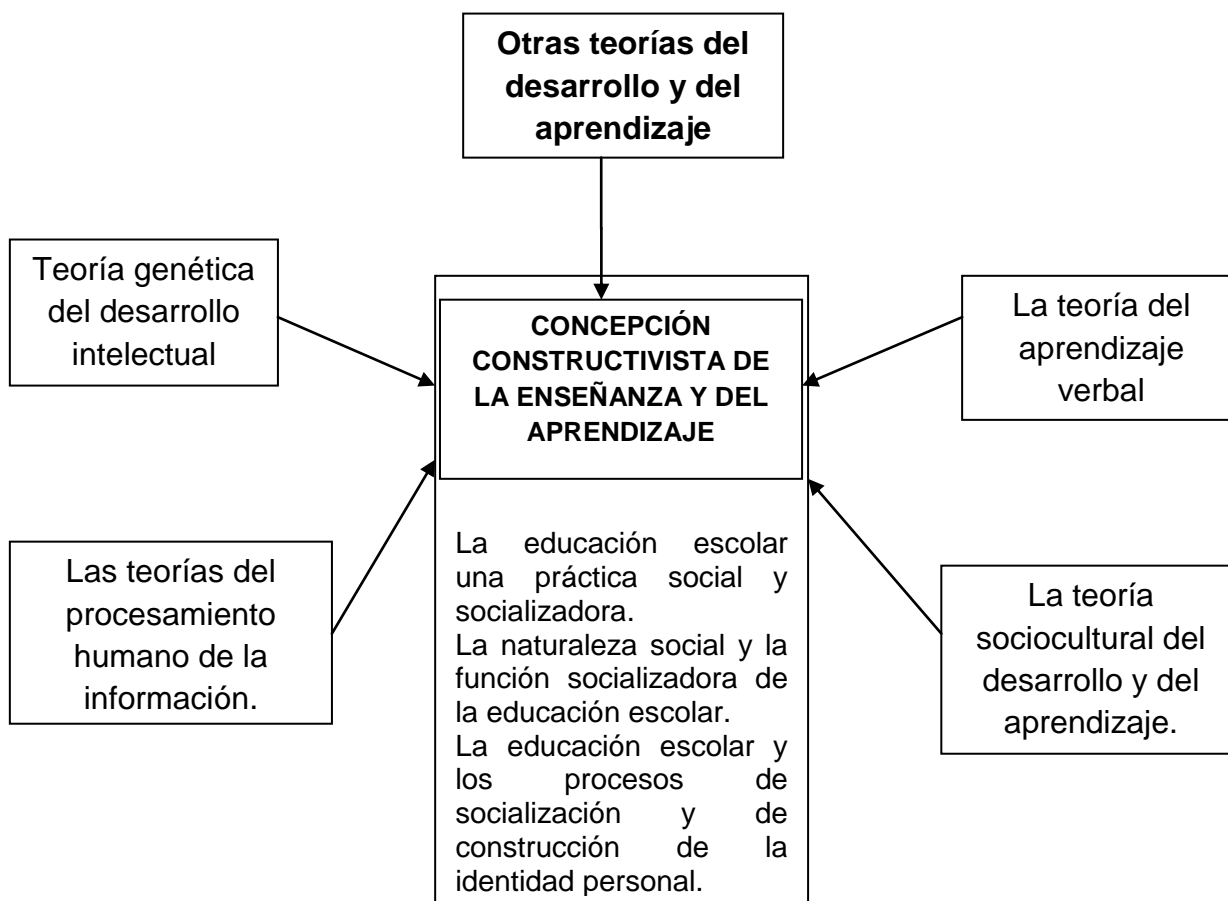 Otras teorías del
desarrollo y del
aprendizaje
Teoría genética
del desarrollo
intelectual
CONCEPCIÓN
CONSTRUCTIVISTA DE
LA ENSEÑANZA Y DEL
APRENDIZAJE
La teoría del
aprendizaje
verbal
Las teorías del
procesamiento
humano de la
información.
La educación escolar
una práctica social y
socializadora.
La naturaleza social y la
función socializadora de
la educación escolar.
La educación escolar y
los procesos de
socialización y de
construcción de la
identidad personal.
La teoría
sociocultural del
desarrollo y del
aprendizaje.